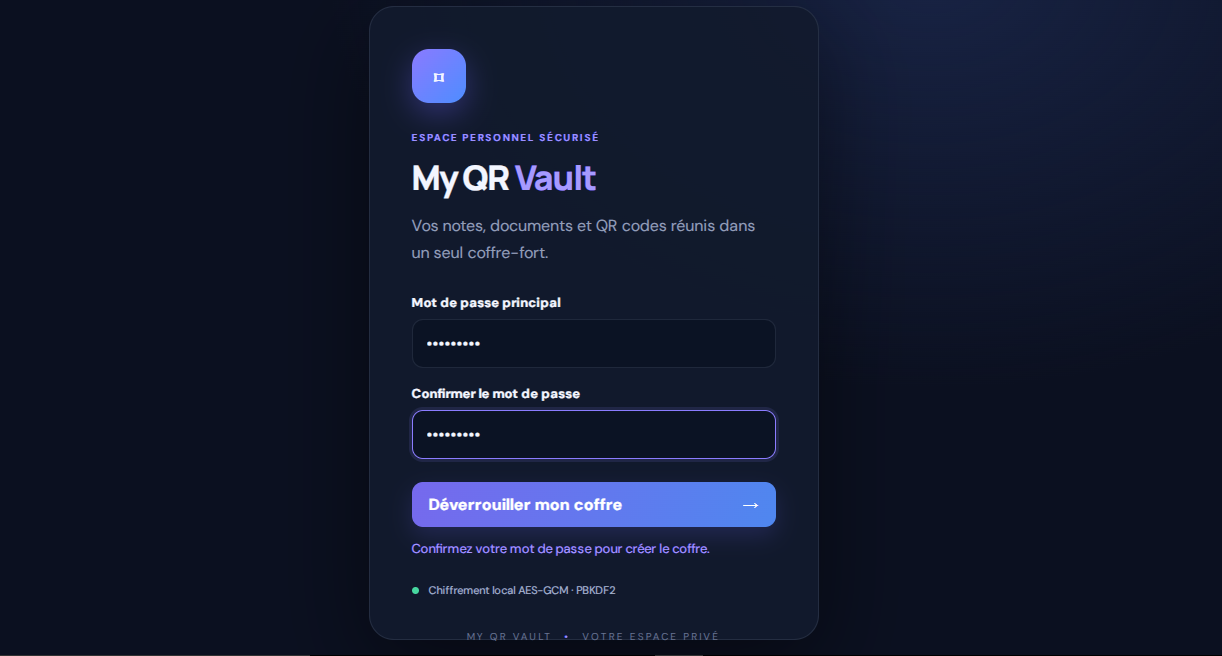 ESPACE PERSONNEL SÉCURISÉ
My QR Vault
Vos notes, documents et QR codes réunis dans
un seul coffre-fort.
Mot de passe principal
•••••••••
Confirmer le mot de passe
•••••••••
Déverrouiller mon coffre →
Confirmez votre mot de passe pour créer le coffre.
Chiffrement local AES-GCM · PBKDF2
MY QR VAULT • VOTRE ESPACE PRIVÉ